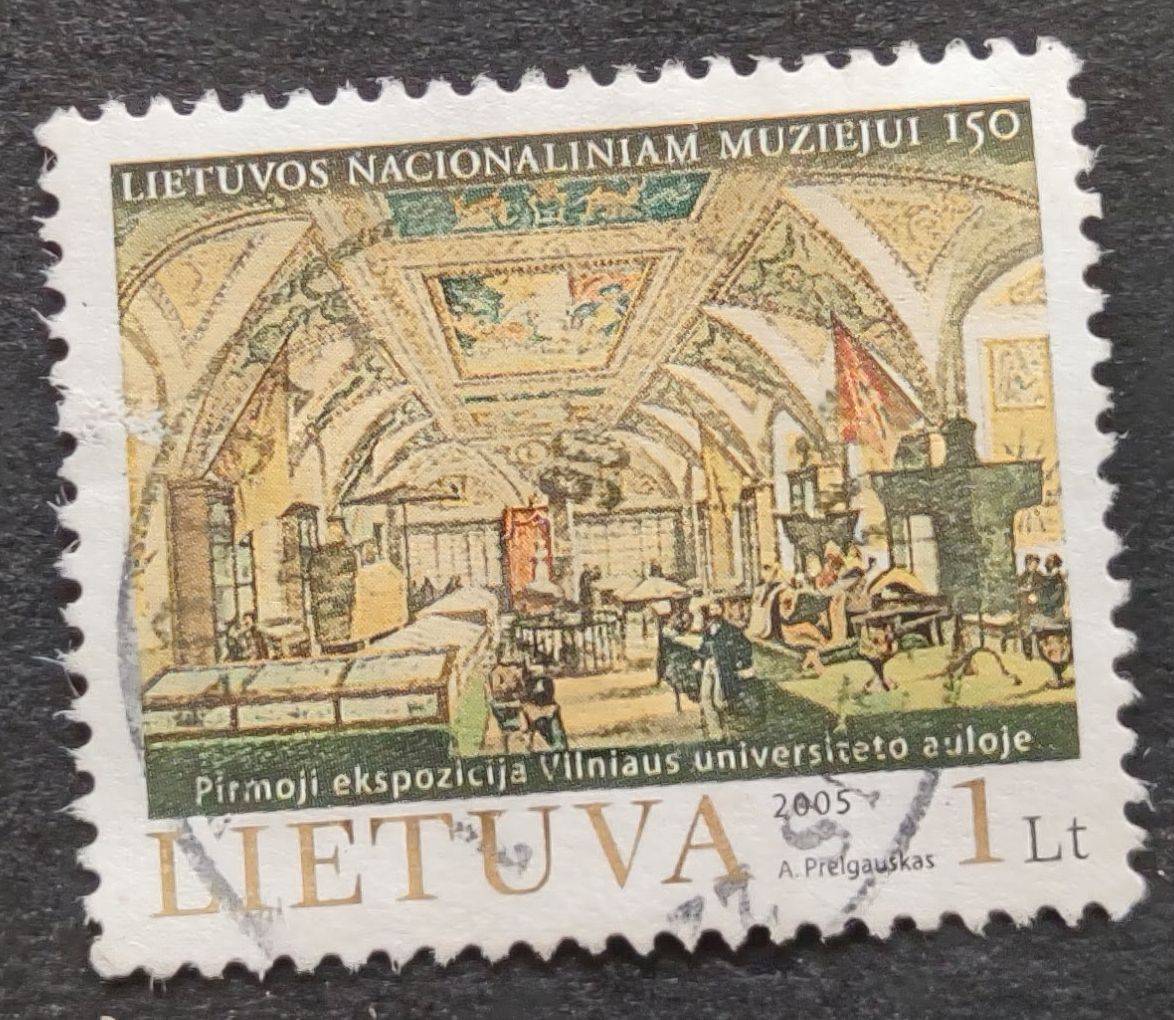 LIETUVOS NACIONALINIAM MUZIEJUI 150
Pirmoji ekspozicija Vilniaus universiteto auloje
LIETUVA 2005 1 Lt
A. Prelgauskas